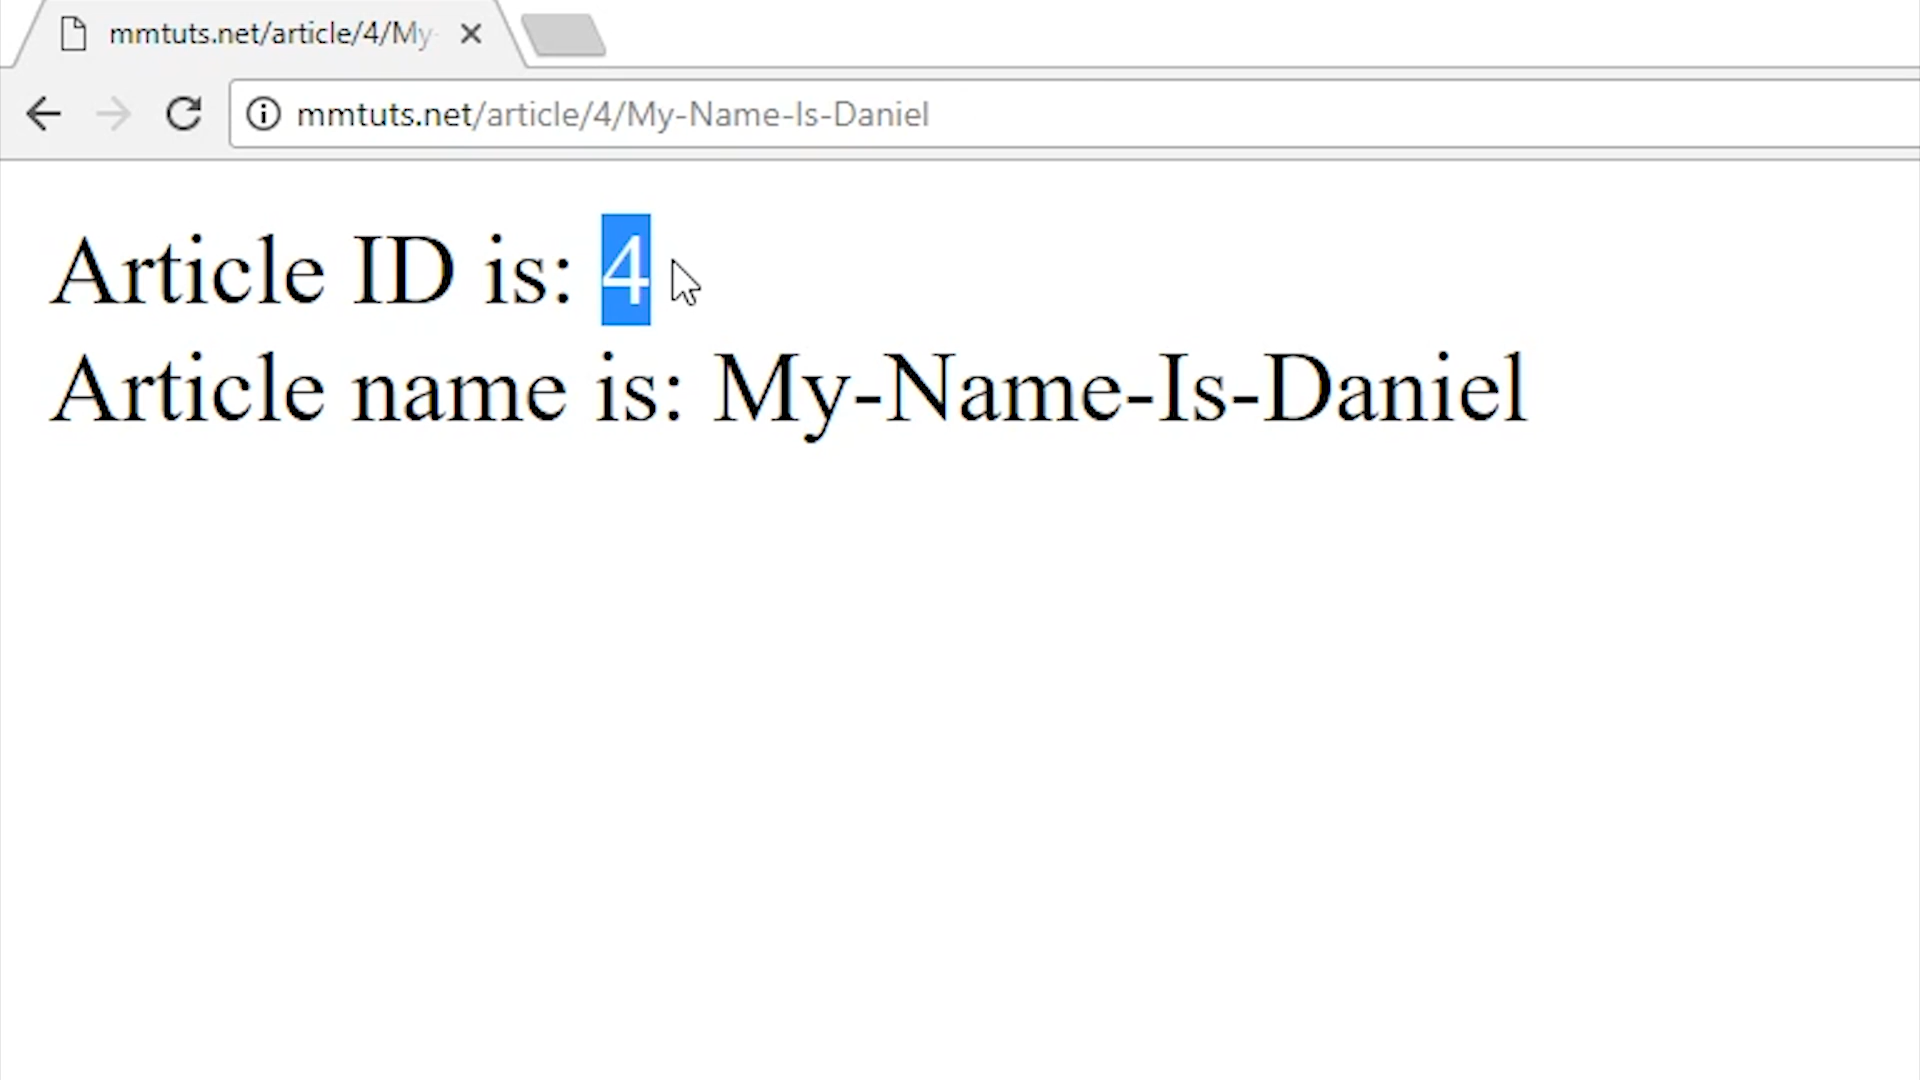 mmtuts.net/article/4/My-
mmtuts.net/article/4/My-Name-Is-Daniel
Article ID is: 4
Article name is: My-Name-Is-Daniel